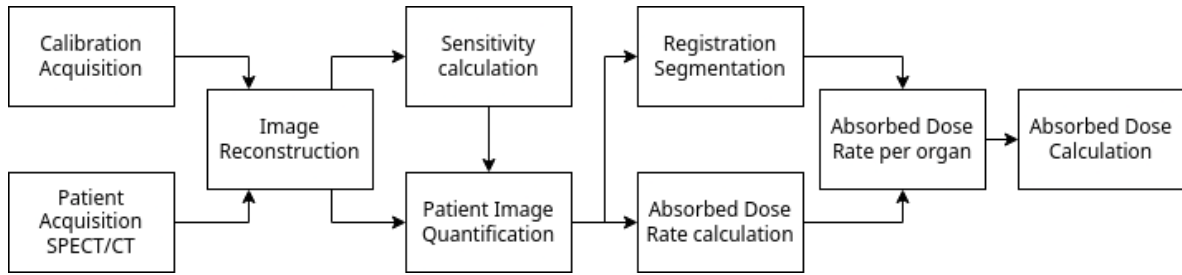 Calibration
Acquisition
Patient
Acquisition
SPECT/CT
Image
Reconstruction
Sensitivity
calculation
Patient Image
Quantification
Registration
Segmentation
Absorbed Dose
Rate calculation
Absorbed Dose
Rate per organ
Absorbed Dose
Calculation